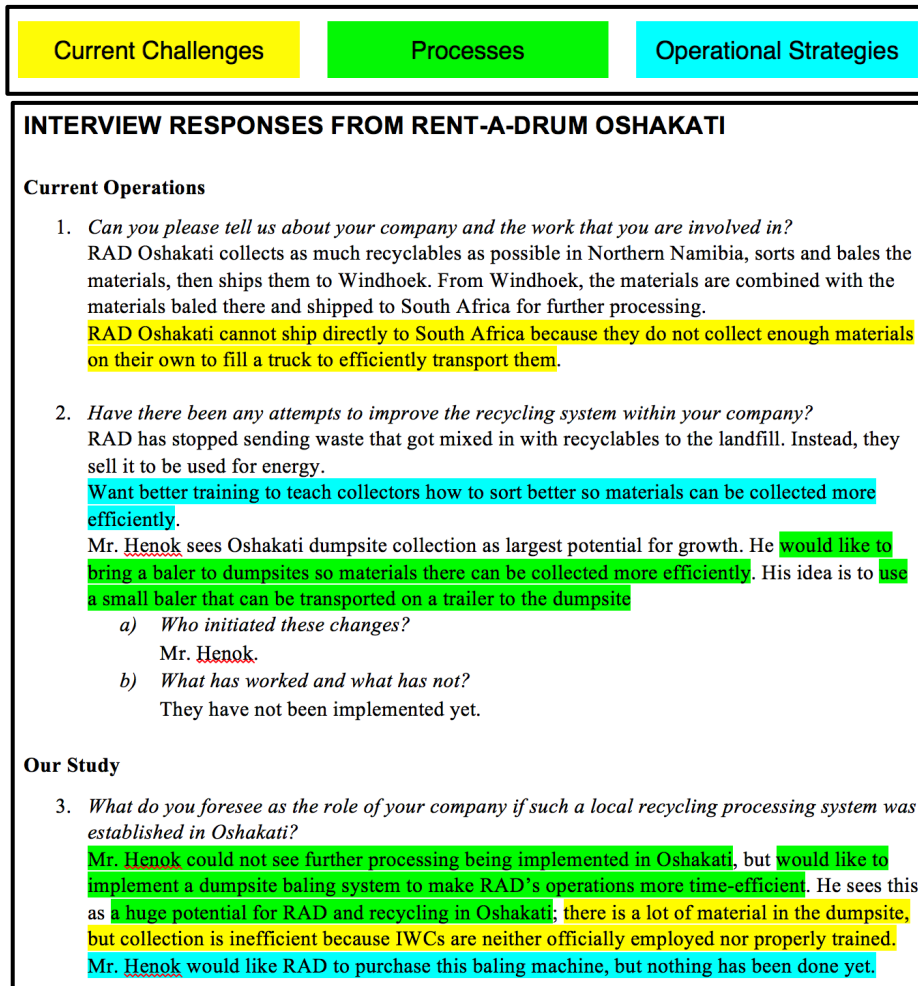 Current Challenges
Processes
Operational Strategies
INTERVIEW RESPONSES FROM RENT-A-DRUM OSHAKATI
Current Operations
1. Can you please tell us about your company and the work that you are involved in?
RAD Oshakati collects as much recyclables as possible in Northern Namibia, sorts and bales the
materials, then ships them to Windhoek. From Windhoek, the materials are combined with the
materials baled there and shipped to South Africa for further processing.
RAD Oshakati cannot ship directly to South Africa because they do not collect enough materials
on their own to fill a truck to efficiently transport them.
2. Have there been any attempts to improve the recycling system within your company?
RAD has stopped sending waste that got mixed in with recyclables to the landfill. Instead, they
sell it to be used for energy.
Want better training to teach collectors how to sort better so materials can be collected more
efficiently.
Mr. Henok sees Oshakati dumpsite collection as largest potential for growth. He would like to
bring a baler to dumpsites so materials there can be collected more efficiently. His idea is to use
a small baler that can be transported on a trailer to the dumpsite
a) Who initiated these changes?
Mr. Henok.
b) What has worked and what has not?
They have not been implemented yet.
Our Study
3. What do you foresee as the role of your company if such a local recycling processing system was
established in Oshakati?
Mr. Henok could not see further processing being implemented in Oshakati, but would like to
implement a dumpsite baling system to make RAD's operations more time-efficient. He sees this
as a huge potential for RAD and recycling in Oshakati; there is a lot of material in the dumpsite,
but collection is inefficient because IWCs are neither officially employed nor properly trained.
Mr. Henok would like RAD to purchase this baling machine, but nothing has been done yet.